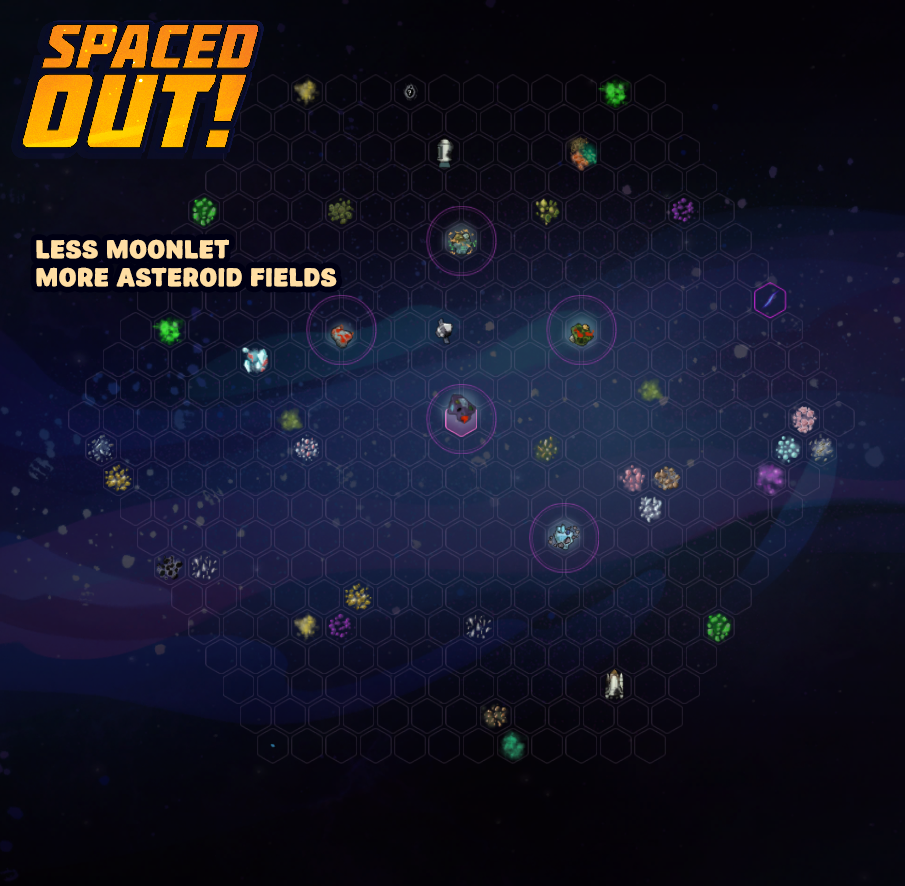 SPACED
OUT!
LESS MOONLET
MORE ASTEROID FIELDS
?